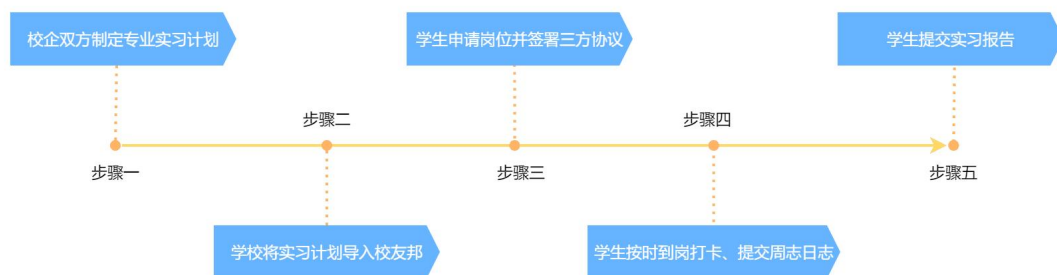 校企双方制定专业实习计划
学生申请岗位并签署三方协议
学生提交实习报告
步骤二
步骤四
步骤一
步骤三
步骤五
学校将实习计划导入校友邦
学生按时到岗打卡、提交周志日志